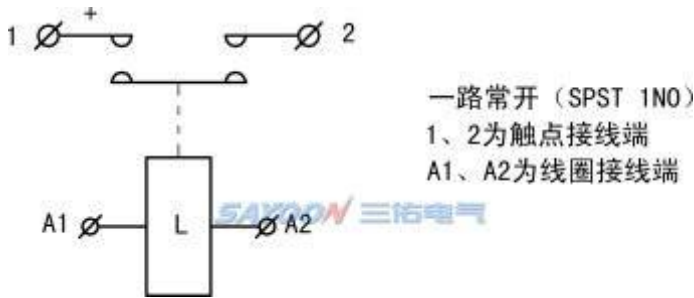 +
1
2
一路常开（SPST 1NO）
1、2为触点接线端
A1、A2为线圈接线端
A1
L
A2
SAYOON 三佑电气